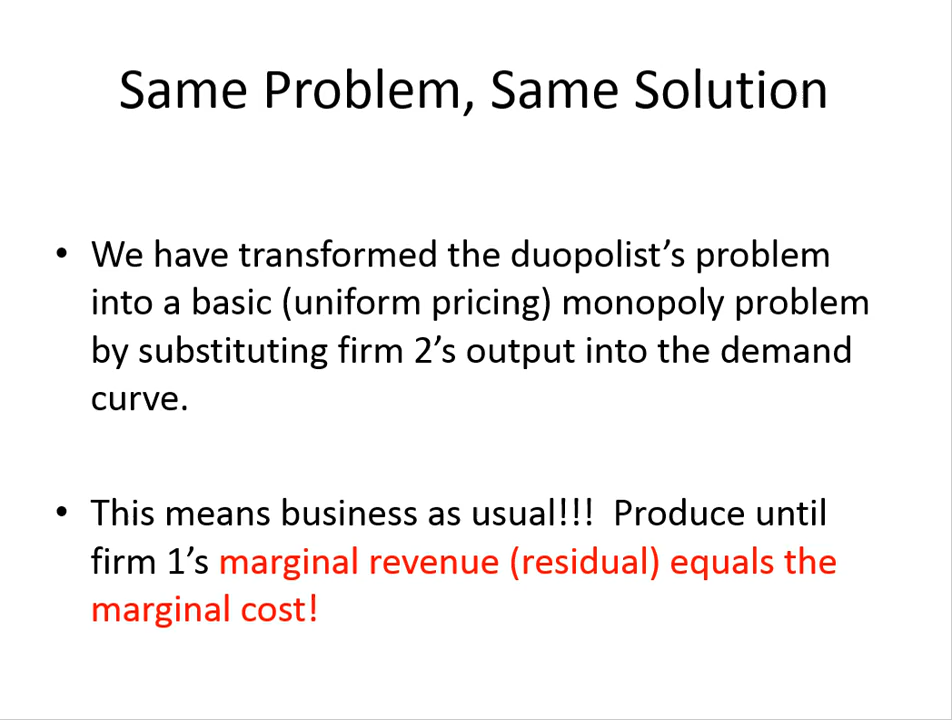 Same Problem, Same Solution
• We have transformed the duopolist’s problem
into a basic (uniform pricing) monopoly problem
by substituting firm 2’s output into the demand
curve.
• This means business as usual!!!  Produce until
firm 1’s marginal revenue (residual) equals the
marginal cost!